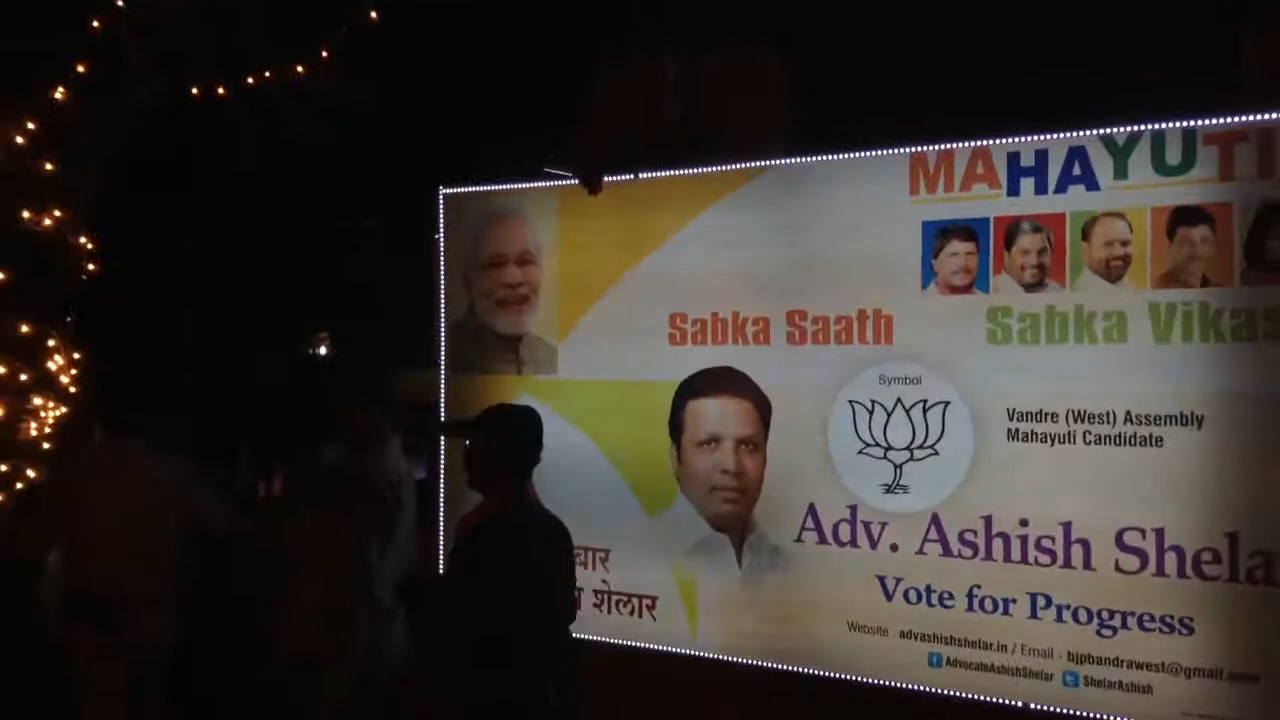 MAHAYUTI
Sabka Saath Sabka Vikas
Symbol
Vandre (West) Assembly
Mahayuti Candidate
Adv. Ashish Shela
Vote for Progress
बार
शेलार
Website . advashishshelar.in / Email - bjpbandrawest@gmail.com
AdvocateAshishShelar ShelarAshish